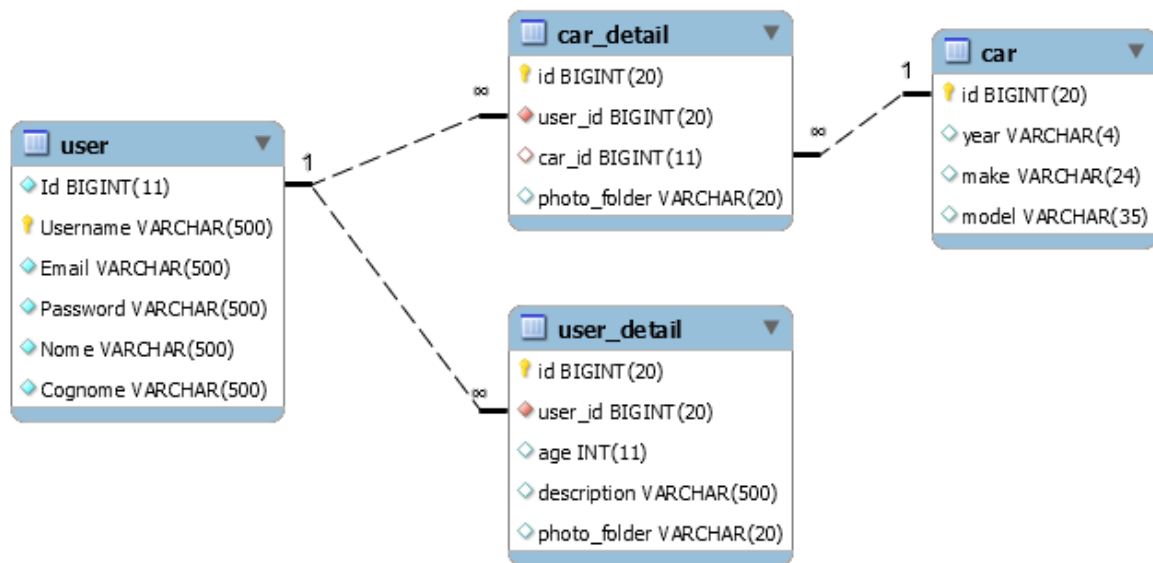 user
Id BIGINT(11)
Username VARCHAR(500)
Email VARCHAR(500)
Password VARCHAR(500)
Nome VARCHAR(500)
Cognome VARCHAR(500)
1
∞
∞
car_detail
id BIGINT(20)
user_id BIGINT(20)
car_id BIGINT(11)
photo_folder VARCHAR(20)
∞
1
car
id BIGINT(20)
year VARCHAR(4)
make VARCHAR(24)
model VARCHAR(35)
user_detail
id BIGINT(20)
user_id BIGINT(20)
age INT(11)
description VARCHAR(500)
photo_folder VARCHAR(20)